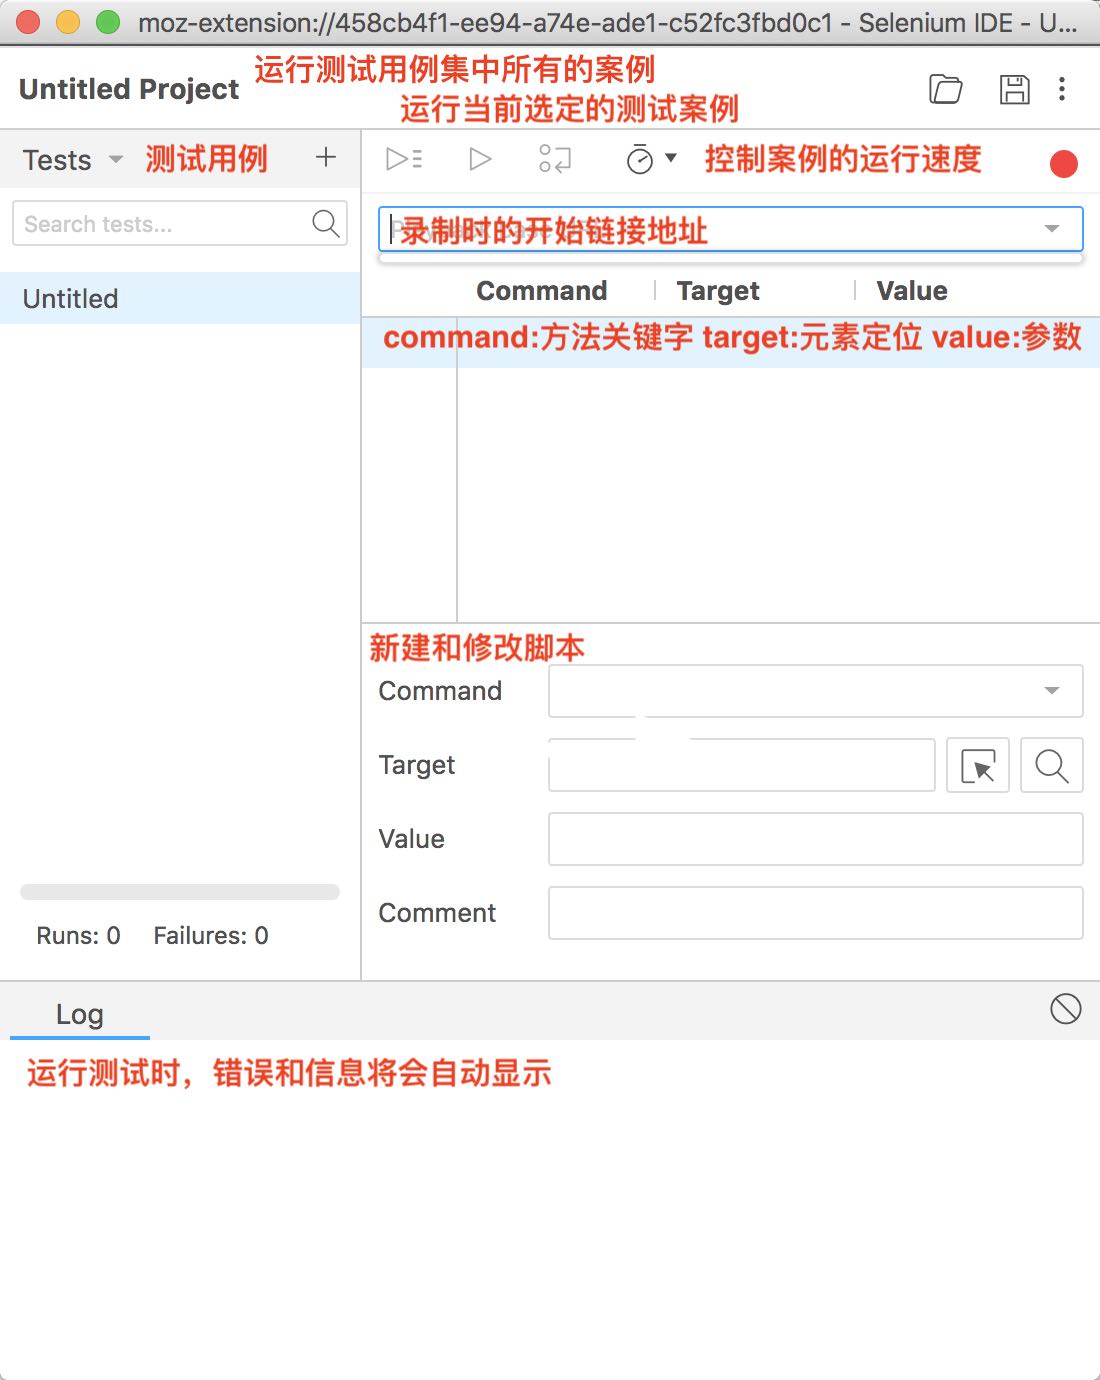 moz-extension://458cb4f1-ee94-a74e-ade1-c52fc3fbd0c1 - Selenium IDE - U...
Untitled Project
运行测试用例集中所有的案例
运行当前选定的测试案例
Tests
测试用例
控制案例的运行速度
Search tests...
录制时的开始链接地址
Untitled
Command Target Value
command:方法关键字 target:元素定位 value:参数
新建和修改脚本
Command
Target
Value
Comment
Runs: 0 Failures: 0
Log
运行测试时，错误和信息将会自动显示